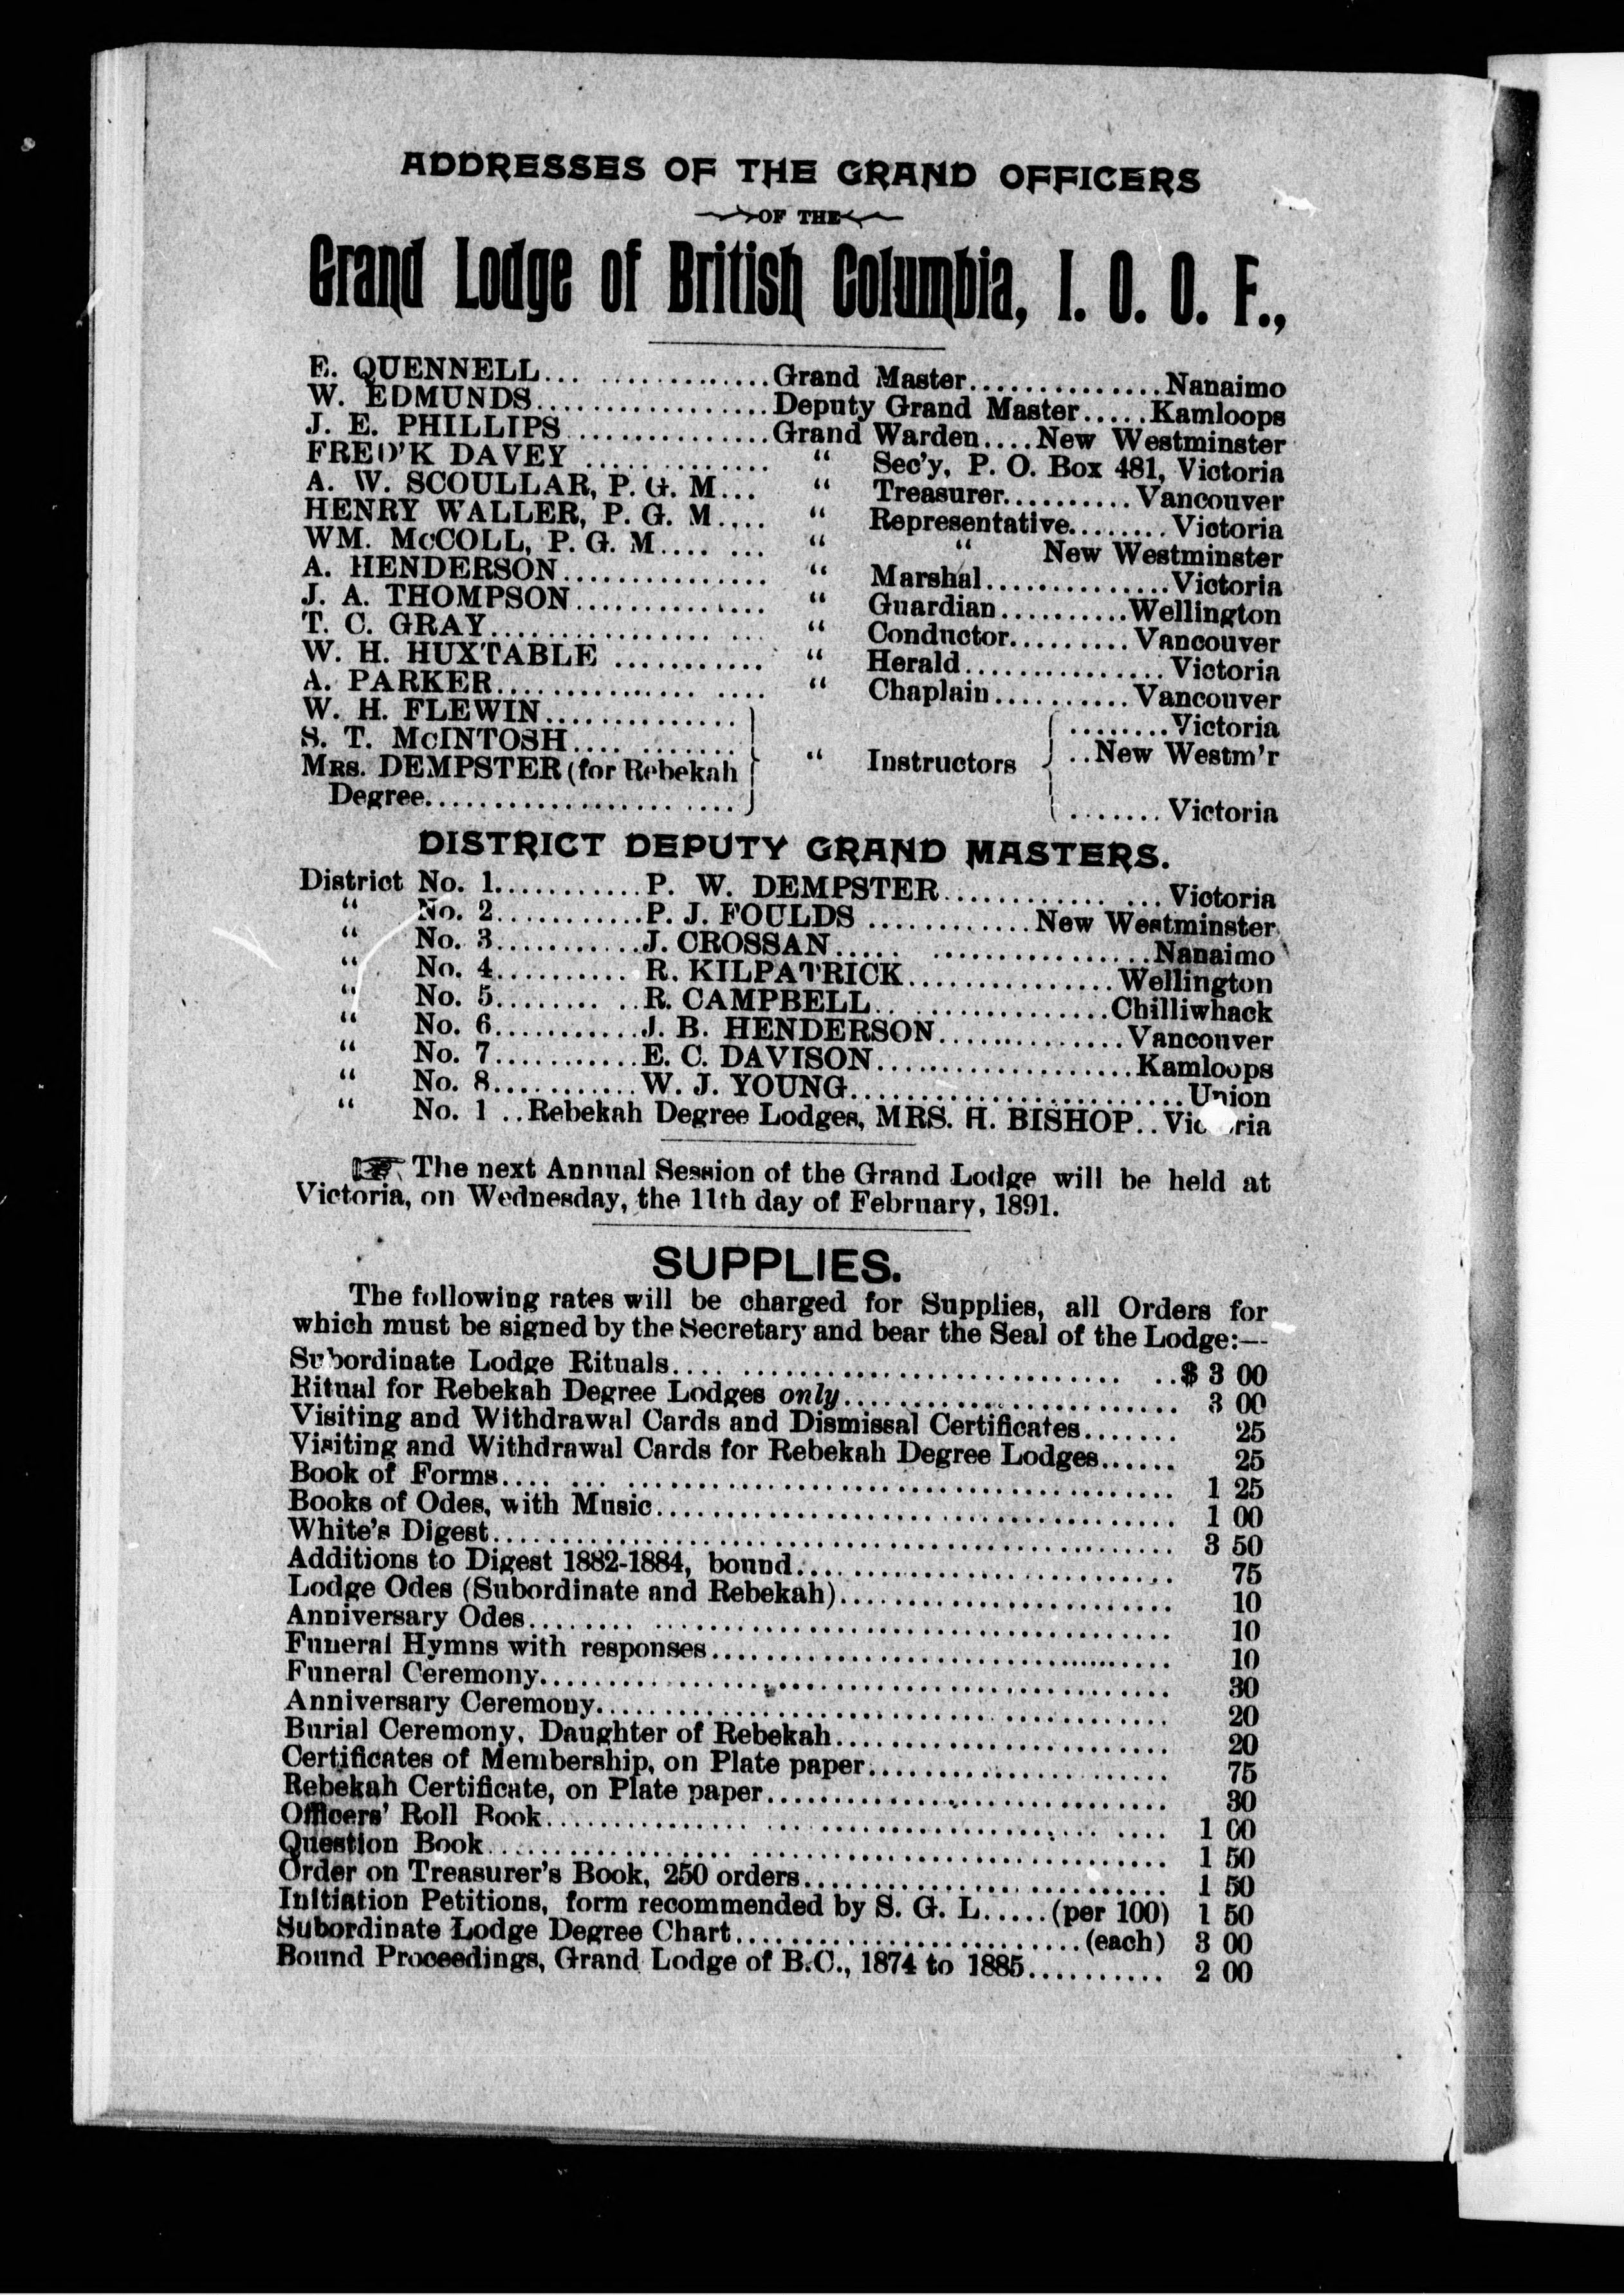 ADDRESSES OF THE GRAND OFFICERS
OF THE
Grand Lodge of British Columbia, I. O. O. F.,
E. QUENNELL... ............Grand Master...............Nanaimo
W. EDMUNDS.................Deputy Grand Master.....Kamloops
J. E. PHILLIPS ..............Grand Warden....New Westminster
FRED'K DAVEY .............. “ Sec'y, P. O. Box 481, Victoria
A. W. SCOULLAR, P. G. M... “ Treasurer..........Vancouver
HENRY WALLER, P. G. M.... “ Representative........Victoria
WM. McCOLL, P. G. M.... ... “ “ New Westminster
A. HENDERSON............... “ Marshal..............Victoria
J. A. THOMPSON.............. “ Guardian..........Wellington
T. C. GRAY................. ... “ Conductor.........Vancouver
W. H. HUXTABLE ........... “ Herald................Victoria
A. PARKER............... .... “ Chaplain...........Vancouver
W. H. FLEWIN............... ........Victoria
S. T. McINTOSH.... ....... “ Instructors ..New Westm'r
MRS. DEMPSTER (for Rebekah
Degree................... .... .......Victoria
DISTRICT DEPUTY GRAND MASTERS.
District No. 1...........P. W. DEMPSTER............ ...Victoria
“ No. 2...........P. J. FOULDS ............New Westminster
“ No. 3...........J. CROSSAN..... .................Nanaimo
“ No. 4...........R. KILPATRICK................Wellington
“ No. 5........ ..R. CAMPBELL.. ................Chilliwhack
“ No. 6...........J. B. HENDERSON..............Vancouver
“ No. 7...........E. C. DAVISON....................Kamloops
“ No. 8...........W. J. YOUNG.........................Union
“ No. 1 ..Rebekah Degree Lodges, MRS. H. BISHOP..Victoria
☞ The next Annual Session of the Grand Lodge will be held at
Victoria, on Wednesday, the 11th day of February, 1891.
SUPPLIES.
The following rates will be charged for Supplies, all Orders for
which must be signed by the Secretary and bear the Seal of the Lodge:—
Subordinate Lodge Rituals.... ............................ ..$ 3 00
Ritual for Rebekah Degree Lodges only......................... 3 00
Visiting and Withdrawal Cards and Dismissal Certificates....... 25
Visiting and Withdrawal Cards for Rebekah Degree Lodges...... 25
Book of Forms.... ... ......................................... 1 25
Books of Odes, with Music....................................... 1 00
White's Digest................................................... 3 50
Additions to Digest 1882-1884, bound............................ 75
Lodge Odes (Subordinate and Rebekah)......................... 10
Anniversary Odes........ ....................................... 10
Funeral Hymns with responses................................... 10
Funeral Ceremony............................................... 30
Anniversary Ceremony........................................... 20
Burial Ceremony, Daughter of Rebekah......................... 20
Certificates of Membership, on Plate paper....................... 75
Rebekah Certificate, on Plate paper.............................. 30
Officers' Roll Book............... .. ..................... .... 1 00
Question Book.................. ............................... 1 50
Order on Treasurer's Book, 250 orders........................... 1 50
Initiation Petitions, form recommended by S. G. L.....(per 100) 1 50
Subordinate Lodge Degree Chart..........................(each) 3 00
Bound Proceedings, Grand Lodge of B.C., 1874 to 1885.......... 2 00